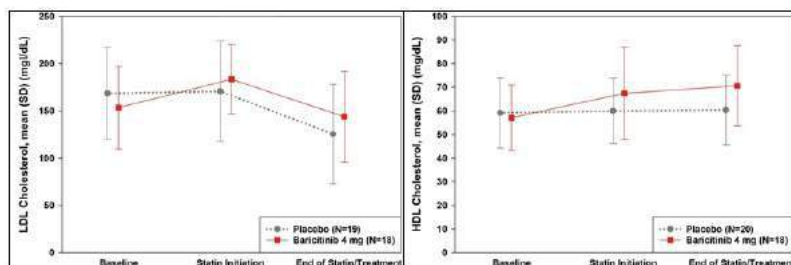 LDL Cholesterol, mean (SD) (mg/dL)
250
200
150
100
50
0
Placebo (N=19)
Baricitinib 4 mg (N=18)
Baseline
Statin Initiation
End of Statin/Treatment
HDL Cholesterol, mean (SD) (mg/dL)
100
90
80
70
60
50
40
30
20
10
0
Placebo (N=20)
Baricitinib 4 mg (N=18)
Baseline
Statin Initiation
End of Statin/Treatment